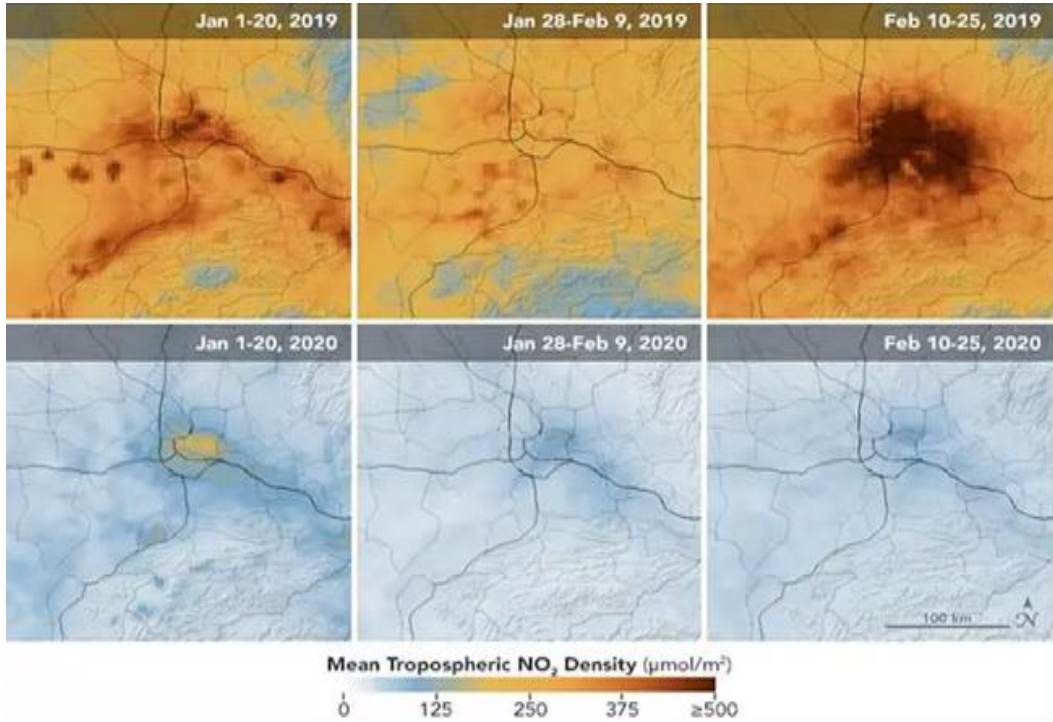 Jan 1-20, 2019
Jan 28-Feb 9, 2019
Feb 10-25, 2019
Jan 1-20, 2020
Jan 28-Feb 9, 2020
Feb 10-25, 2020
100 km
N
Mean Tropospheric NO₂ Density (µmol/m²)
0 125 250 375 ≥500